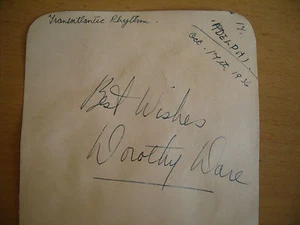 Transatlantic Rhythm.
ADELPHI.
Oct. 17th. 1936
Best Wishes
Dorothy Dare